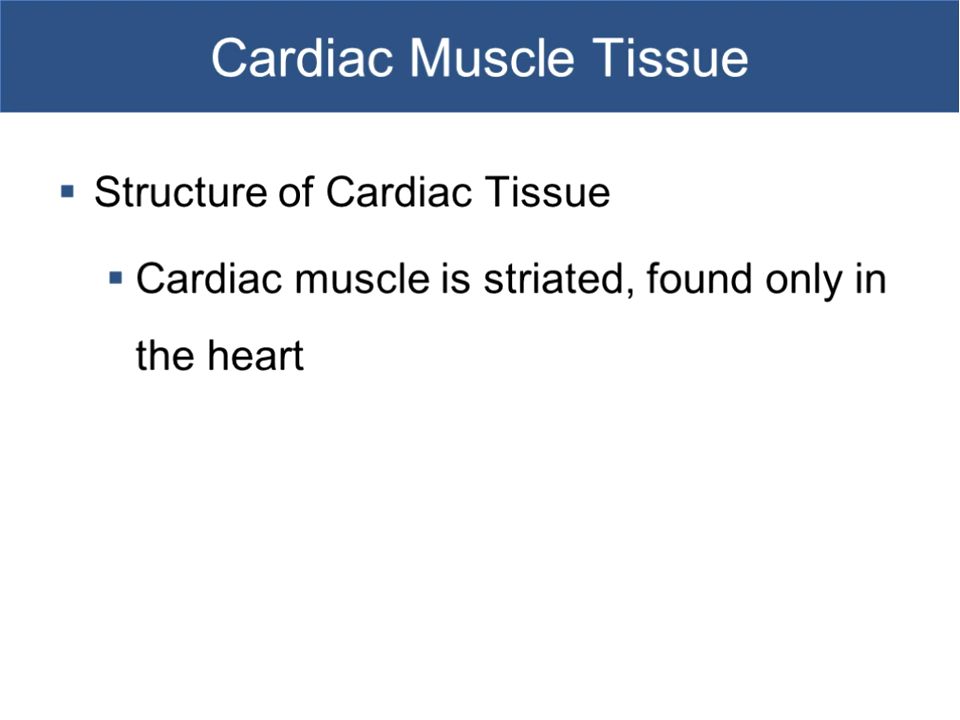 Cardiac Muscle Tissue
Structure of Cardiac Tissue
Cardiac muscle is striated, found only in
the heart